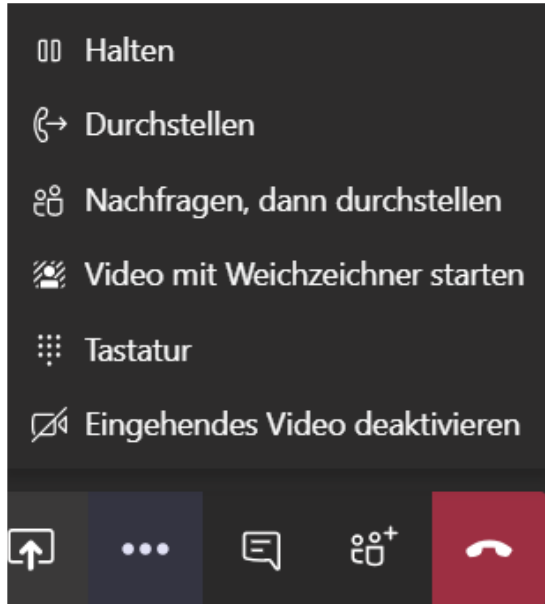 Halten
Durchstellen
Nachfragen, dann durchstellen
Video mit Weichzeichner starten
Tastatur
Eingehendes Video deaktivieren